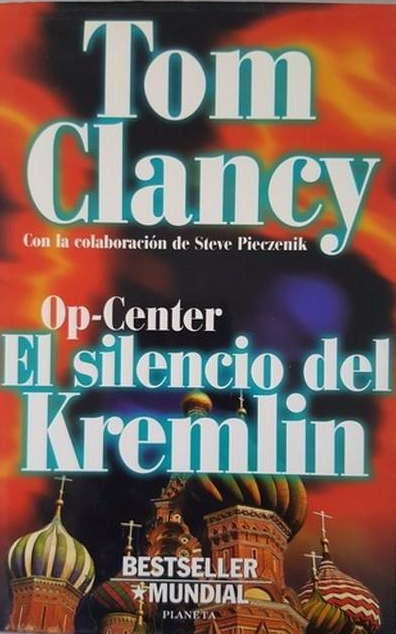 Tom
Clancy
Con la colaboración de Steve Pieczenik
Op-Center
El silencio del
Kremlin
BESTSELLER
★MUNDIAL
PLANETA